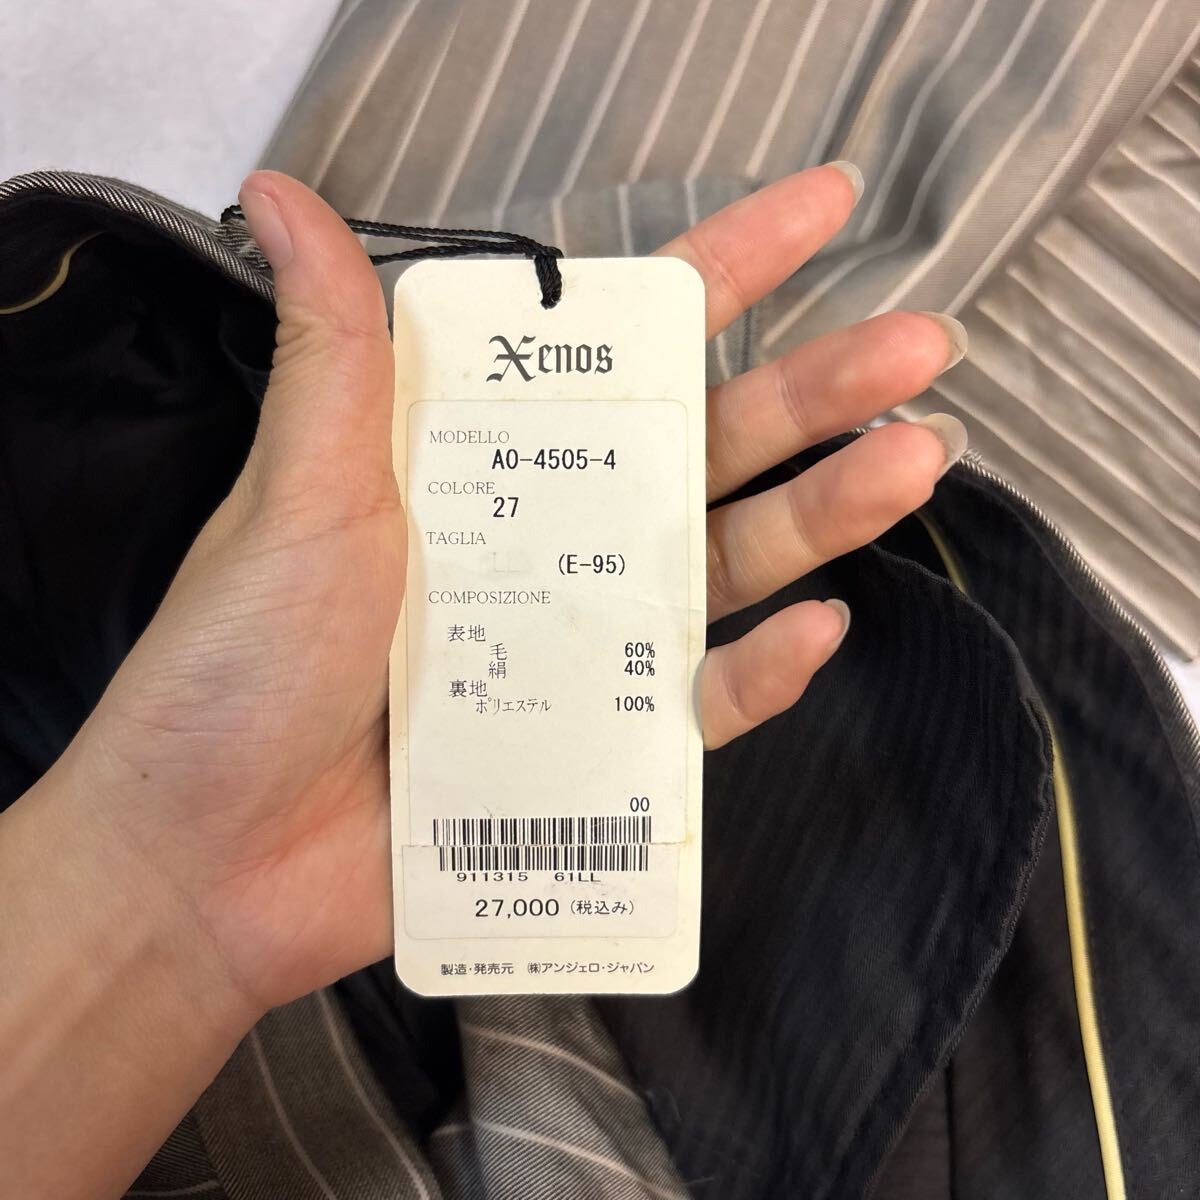 Xenos
MODELLO
AO-4505-4
COLORE
27
TAGLIA
LL (E-95)
COMPOSIZIONE
表地
毛 60%
絹 40%
裏地
ポリエステル 100%
00
911315 61LL
27,000 (税込み)
製造・発売元 ㈱アンジェロ・ジャパン